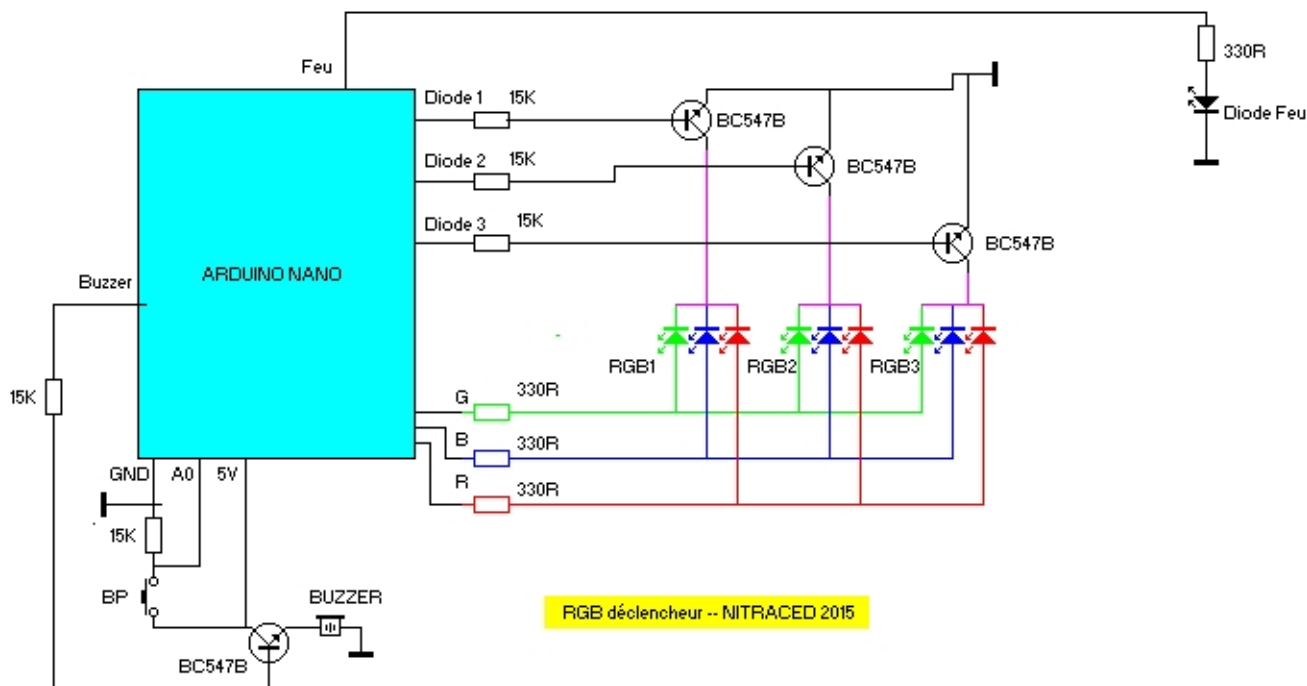 Feu
330R
Diode Feu
Diode 1 15K
BC547B
Diode 2 15K
BC547B
Diode 3 15K
BC547B
ARDUINO NANO
Buzzer
15K
RGB1 RGB2 RGB3
G 330R
B 330R
R 330R
GND A0 5V
15K
BP
BUZZER
BC547B
RGB déclencheur -- NITRACED 2015